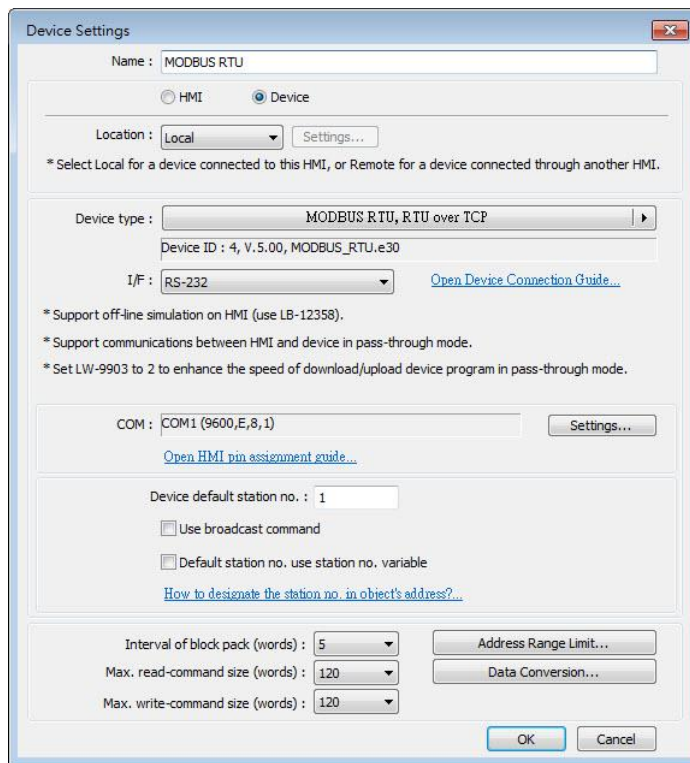 Device Settings
Name : MODBUS RTU
HMI Device
Location : Local Settings...
* Select Local for a device connected to this HMI, or Remote for a device connected through another HMI.
Device type : MODBUS RTU, RTU over TCP
Device ID : 4, V.5.00, MODBUS_RTU.e30
I/F : RS-232 Open Device Connection Guide...
* Support off-line simulation on HMI (use LB-12358).
* Support communications between HMI and device in pass-through mode.
* Set LW-9903 to 2 to enhance the speed of download/upload device program in pass-through mode.
COM : COM1 (9600,E,8,1) Settings...
Open HMI pin assignment guide...
Device default station no. : 1
Use broadcast command
Default station no. use station no. variable
How to designate the station no. in object's address?...
Interval of block pack (words) : 5 Address Range Limit...
Max. read-command size (words) : 120 Data Conversion...
Max. write-command size (words) : 120
OK Cancel